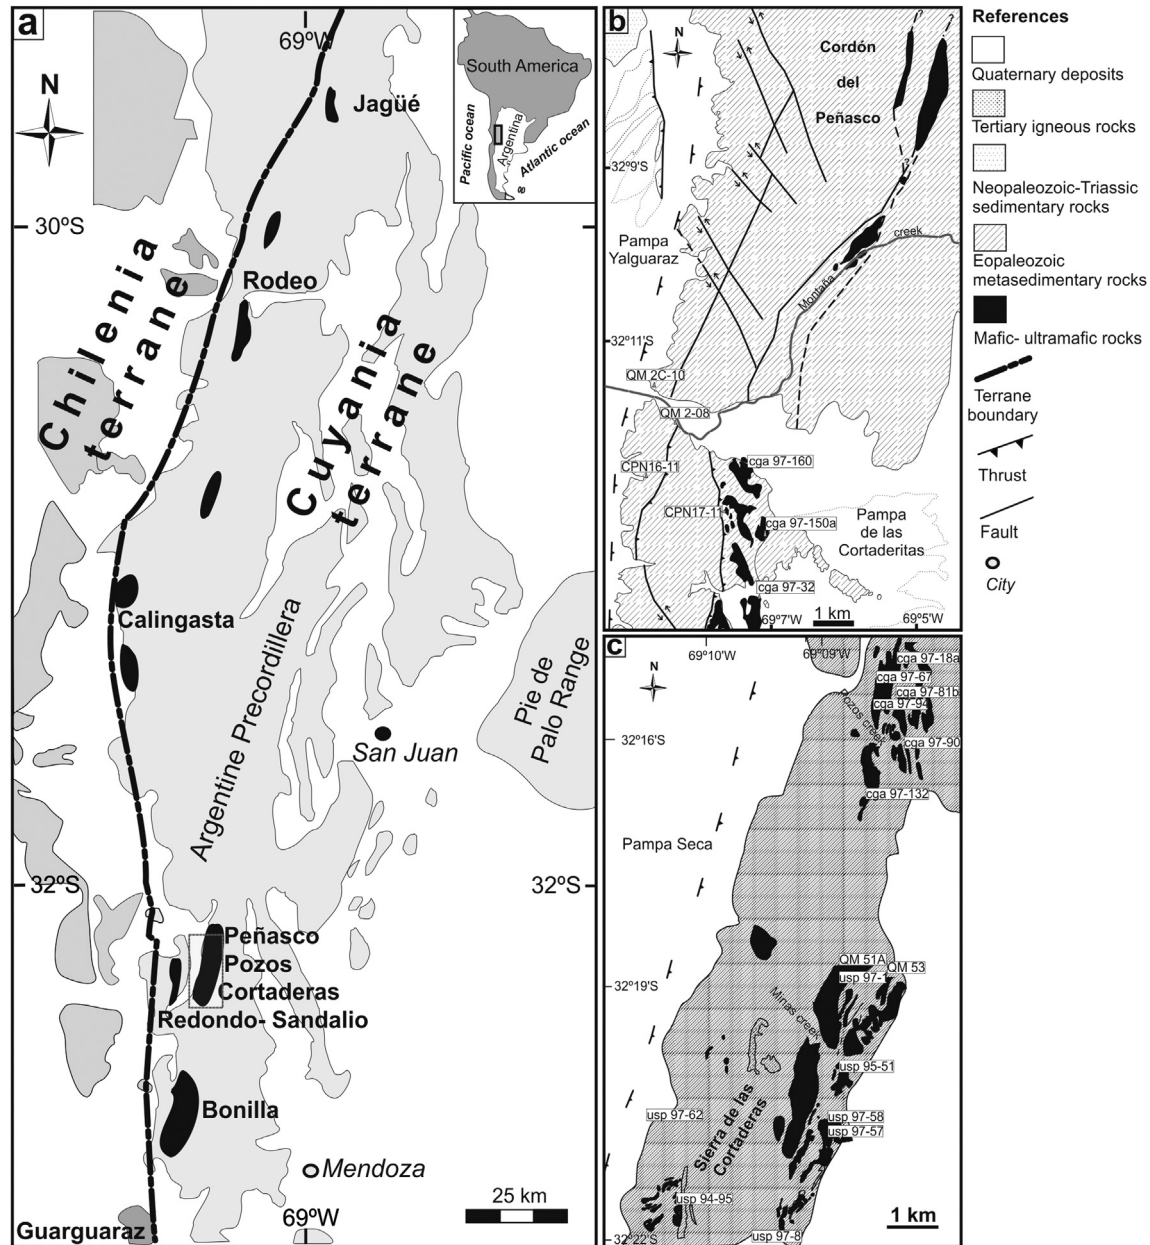 a
69ºW
N
Jagüé
South America
Pacific ocean
Argentina
Atlantic ocean
30ºS
Chilenia
terrane
Rodeo
Cuyania
terrane
Calingasta
Argentine Precordillera
Pie de
Palo Range
San Juan
32ºS
32ºS
Peñasco
Pozos
Cortaderas
Redondo- Sandalio
Bonilla
Mendoza
25 km
69ºW
Guarguaraz
b
N
Cordón
del
Peñasco
?
?
?
32º9'S
Pampa
Yalguaraz
creek
Montaña
32º11'S
QM 2C-10
QM 2-08
CPN16-11
cga 97-160
CPN17-11
cga 97-150a
Pampa
de las
Cortaderitas
cga 97-32
69º7'W
1 km
69º5'W
c
69º10'W
69º09'W
N
cga 97-18a
cga 97-67
cga 97-81b
cga 97-94
Pozos creek
32º16'S
cga 97-90
cga 97-132
Pampa Seca
QM 51A
QM 53
usp 97-1
32º19'S
Minas creek
usp 95-51
usp 97-62
usp 97-58
usp 97-57
Sierra de las
Cortaderas
usp 94-95
1 km
usp 97-8
32º22'S
References
Quaternary deposits
Tertiary igneous rocks
Neopaleozoic-Triassic
sedimentary rocks
Eopaleozoic
metasedimentary rocks
Mafic- ultramafic rocks
Terrane
boundary
Thrust
Fault
City